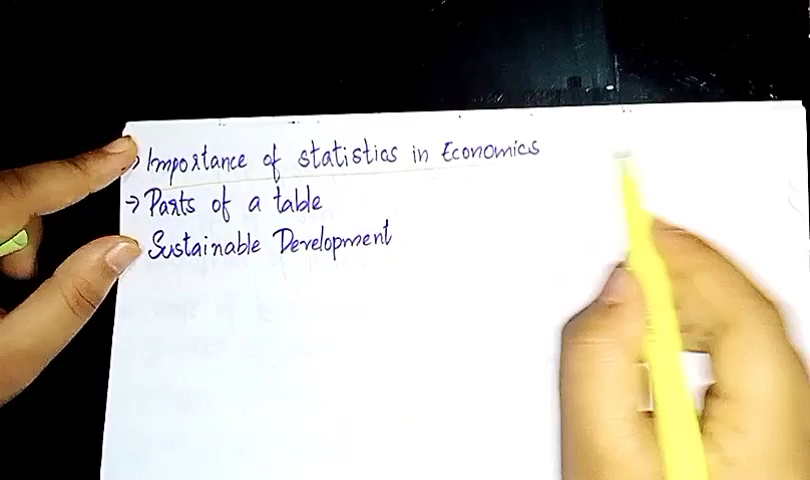 → Importance of statistics in Economics
→ Parts of a table
Sustainable Development